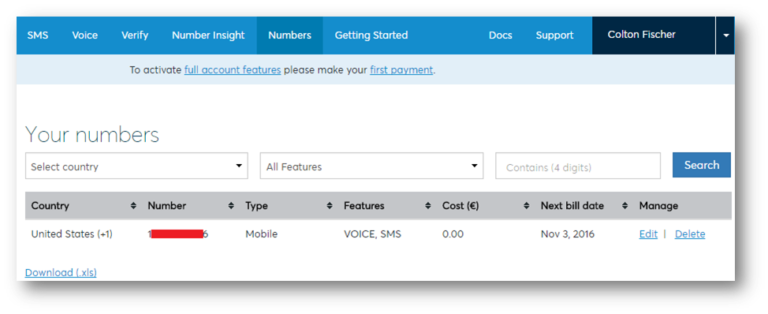 SMS Voice Verify Number Insight Numbers Getting Started Docs Support Colton Fischer
To activate full account features please make your first payment.
Your numbers
Select country All Features Contains (4 digits) Search
Country Number Type Features Cost (€) Next bill date Manage
United States (+1) 1 6 Mobile VOICE, SMS 0.00 Nov 3, 2016 Edit | Delete
Download (.xls)